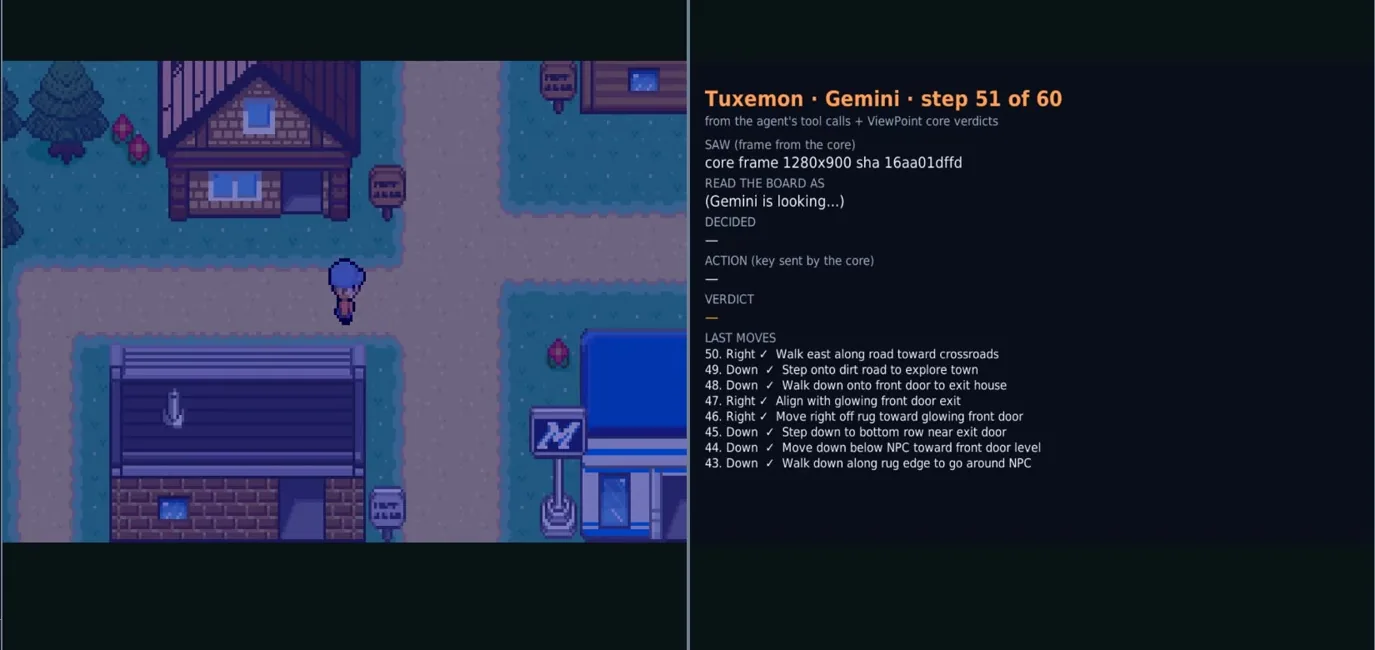 Tuxemon · Gemini · step 51 of 60
from the agent's tool calls + ViewPoint core verdicts
SAW (frame from the core)
core frame 1280x900 sha 16aa01dffd
READ THE BOARD AS
(Gemini is looking...)
DECIDED
—
ACTION (key sent by the core)
—
VERDICT
—
LAST MOVES
50. Right ✓ Walk east along road toward crossroads
49. Down ✓ Step onto dirt road to explore town
48. Down ✓ Walk down onto front door to exit house
47. Right ✓ Align with glowing front door exit
46. Right ✓ Move right off rug toward glowing front door
45. Down ✓ Step down to bottom row near exit door
44. Down ✓ Move down below NPC toward front door level
43. Down ✓ Walk down along rug edge to go around NPC
M